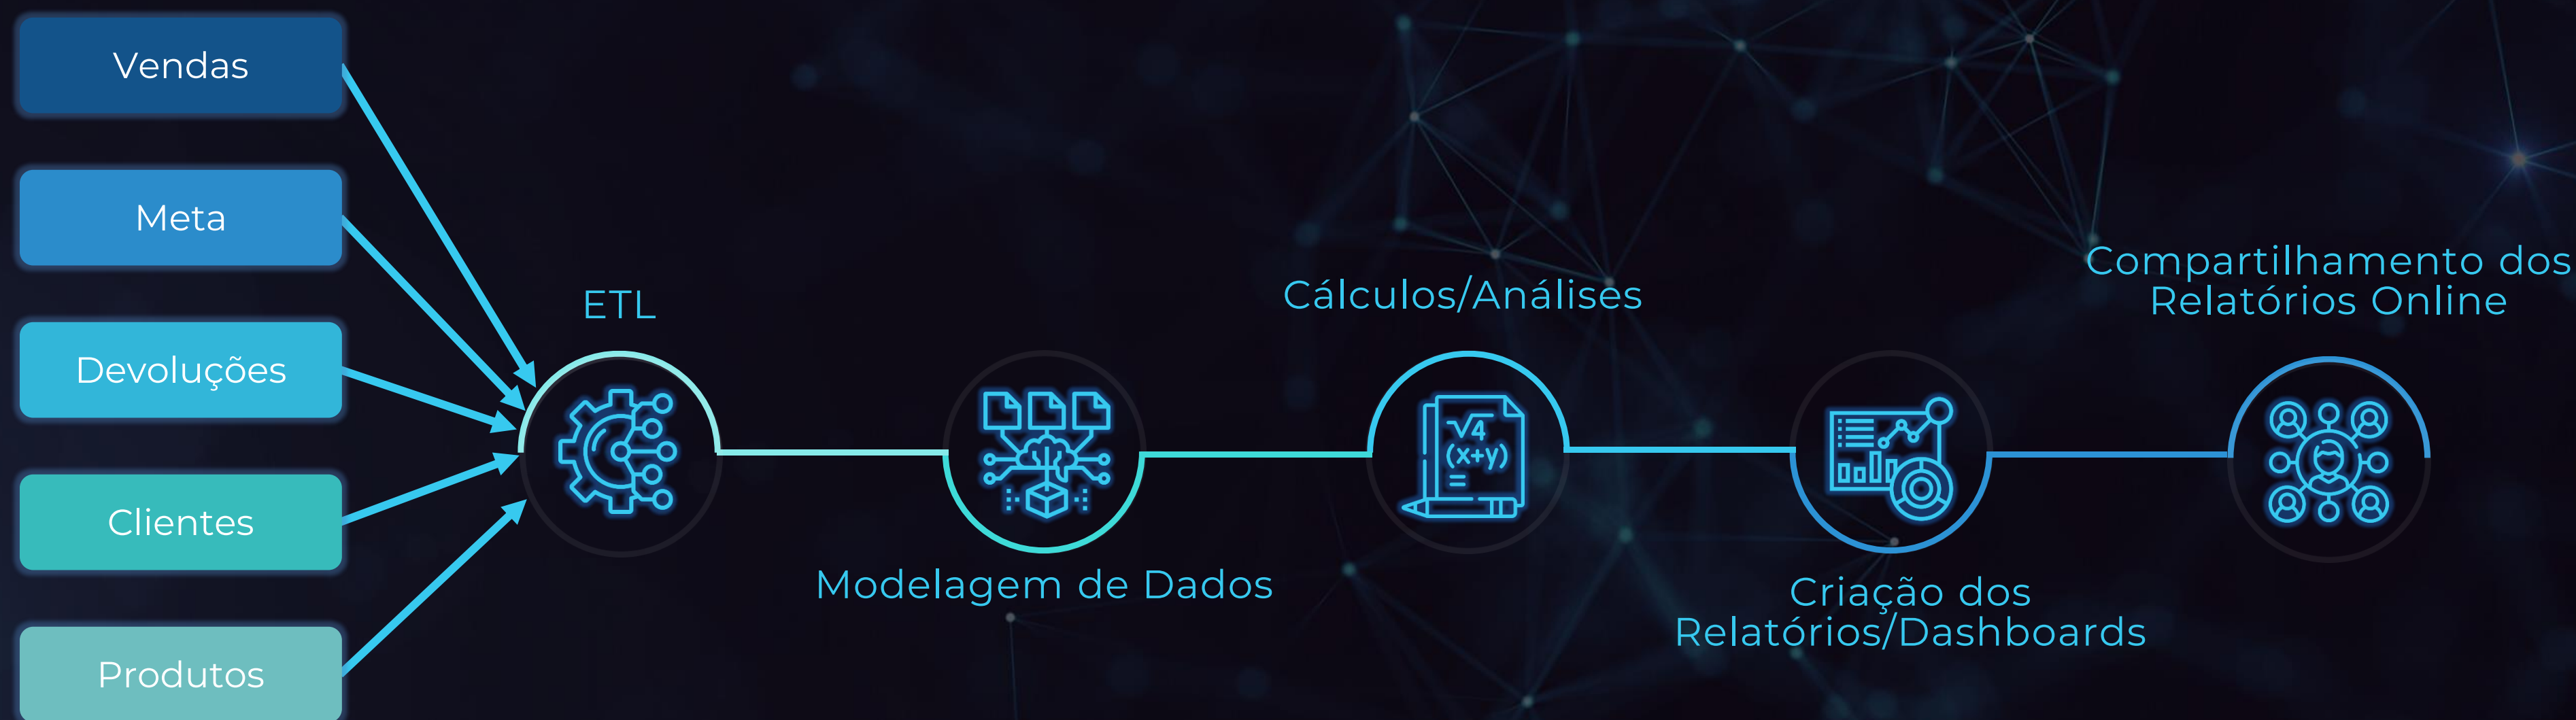 Vendas
Meta
Devoluções
Clientes
Produtos
ETL
Modelagem de Dados
Cálculos/Análises
√4
(x+y)
=
Criação dos
Relatórios/Dashboards
Compartilhamento dos
Relatórios Online